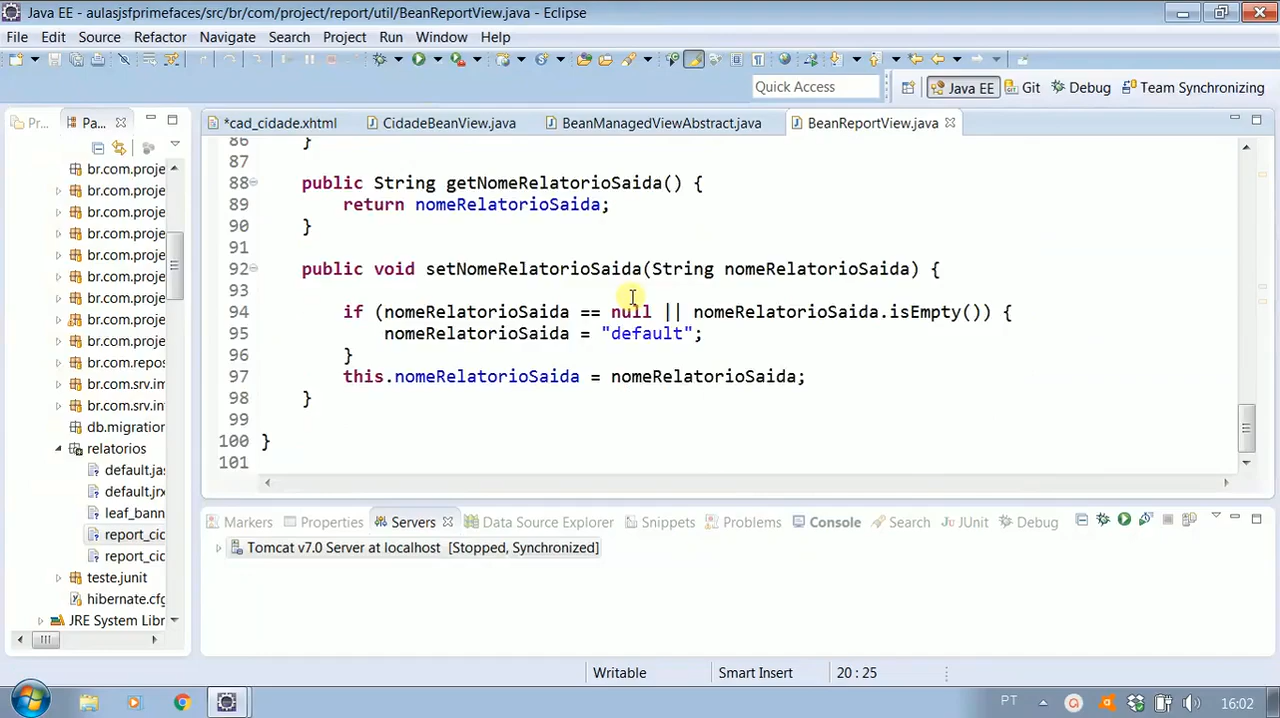 Java EE - aulasjsfprimefaces/src/br/com/project/report/util/BeanReportView.java - Eclipse
File Edit Source Refactor Navigate Search Project Run Window Help
Quick Access
Java EE Git Debug Team Synchronizing
Pr... Pa...
*cad_cidade.xhtml CidadeBeanView.java BeanManagedViewAbstract.java BeanReportView.java
br.com.proje
br.com.proje
br.com.proje
br.com.proje
br.com.proje
br.com.proje
br.com.proje
br.com.proje
br.com.proje
br.com.repos
br.com.srv.im
br.com.srv.int
db.migration
relatorios
default.jas
default.jrx
leaf_bann
report_cid
report_cid
teste.junit
hibernate.cfg
JRE System Libr
86 }
87
88 public String getNomeRelatorioSaida() {
89 return nomeRelatorioSaida;
90 }
91
92 public void setNomeRelatorioSaida(String nomeRelatorioSaida) {
93
94 if (nomeRelatorioSaida == null || nomeRelatorioSaida.isEmpty()) {
95 nomeRelatorioSaida = "default";
96 }
97 this.nomeRelatorioSaida = nomeRelatorioSaida;
98 }
99
100 }
101
Markers Properties Servers Data Source Explorer Snippets Problems Console Search JUnit Debug
Tomcat v7.0 Server at localhost [Stopped, Synchronized]
Writable Smart Insert 20 : 25
PT 16:02